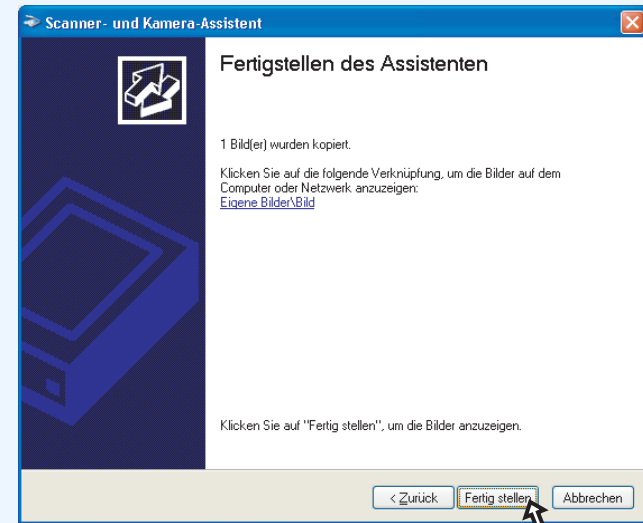 Scanner- und Kamera-Assistent
Fertigstellen des Assistenten
1 Bild(er) wurden kopiert.
Klicken Sie auf die folgende Verknüpfung, um die Bilder auf dem
Computer oder Netzwerk anzuzeigen:
Eigene Bilder\Bild
Klicken Sie auf "Fertig stellen", um die Bilder anzuzeigen.
< Zurück Fertig stellen Abbrechen